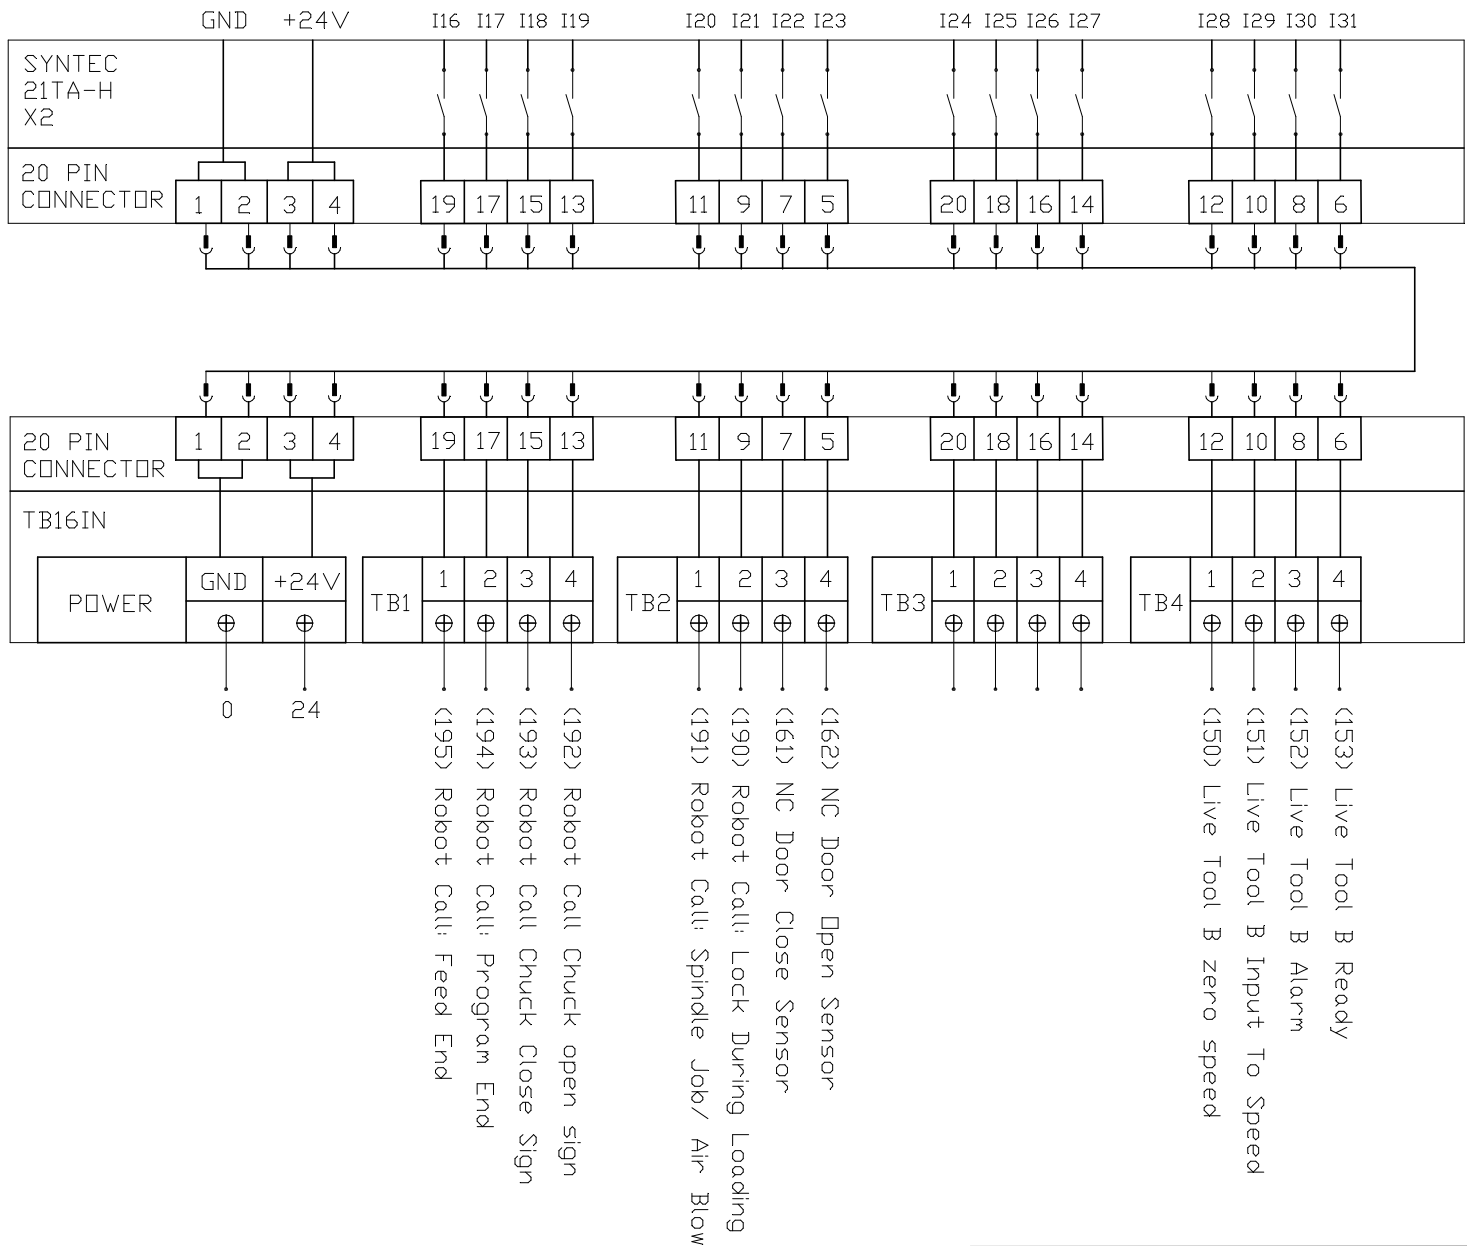 GND +24V I16 I17 I18 I19 I20 I21 I22 I23 I24 I25 I26 I27 I28 I29 I30 I31
SYNTEC
21TA-H
X2
20 PIN
CONNECTOR
1 2 3 4 19 17 15 13 11 9 7 5 20 18 16 14 12 10 8 6
20 PIN
CONNECTOR
1 2 3 4 19 17 15 13 11 9 7 5 20 18 16 14 12 10 8 6
TB16IN
POWER GND +24V TB1 1 2 3 4 TB2 1 2 3 4 TB3 1 2 3 4 TB4 1 2 3 4
0 24
(195) Robot Call: Feed End
(194) Robot Call: Program End
(193) Robot Call Chuck Close Sign
(192) Robot Call Chuck open sign
(191) Robot Call: Spindle Job/ Air Blow
(190) Robot Call: Lock During Loading
(161) NC Door Close Sensor
(162) NC Door Open Sensor
(150) Live Tool B zero speed
(151) Live Tool B Input To Speed
(152) Live Tool B Alarm
(153) Live Tool B Ready